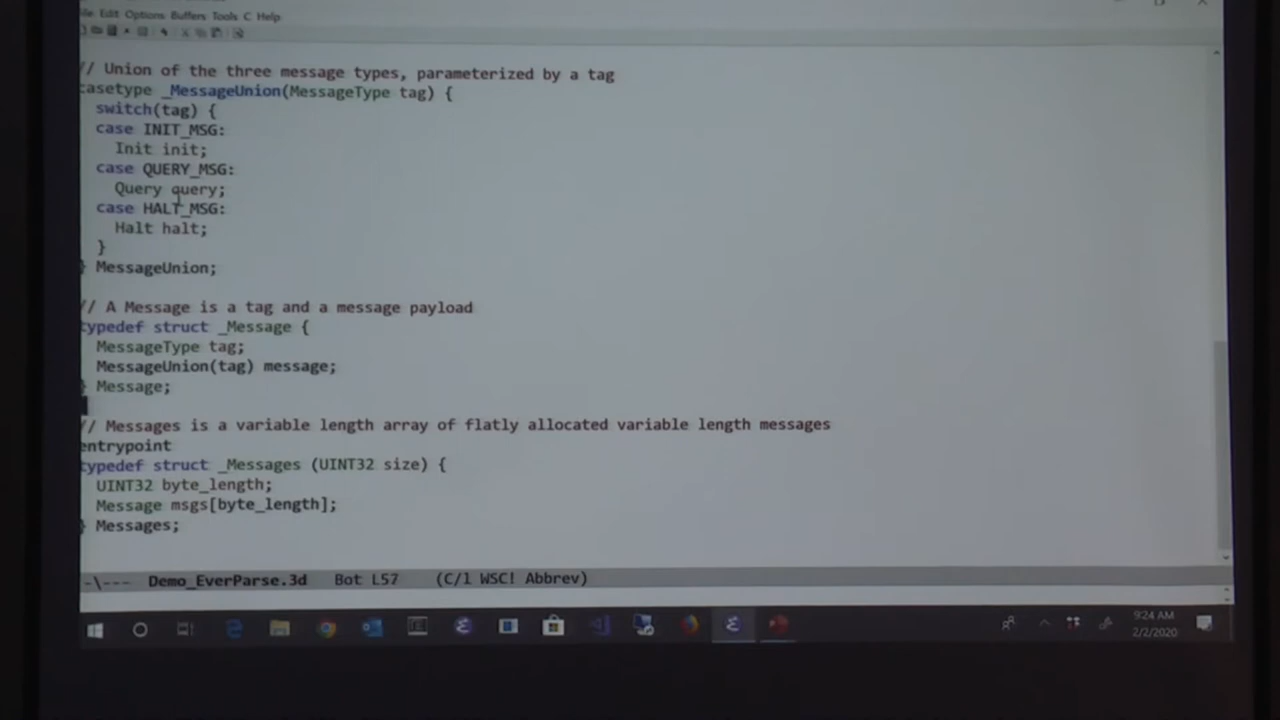 File Edit Options Buffers Tools C Help
// Union of the three message types, parameterized by a tag
casetype _MessageUnion(MessageType tag) {
switch(tag) {
case INIT_MSG:
Init init;
case QUERY_MSG:
Query query;
case HALT_MSG:
Halt halt;
}
} MessageUnion;
// A Message is a tag and a message payload
typedef struct _Message {
MessageType tag;
MessageUnion(tag) message;
} Message;
// Messages is a variable length array of flatly allocated variable length messages
entrypoint
typedef struct _Messages (UINT32 size) {
UINT32 byte_length;
Message msgs[byte_length];
} Messages;
-\--- Demo_EverParse.3d Bot L57 (C/l WSC! Abbrev)
9:24 AM
2/2/2020